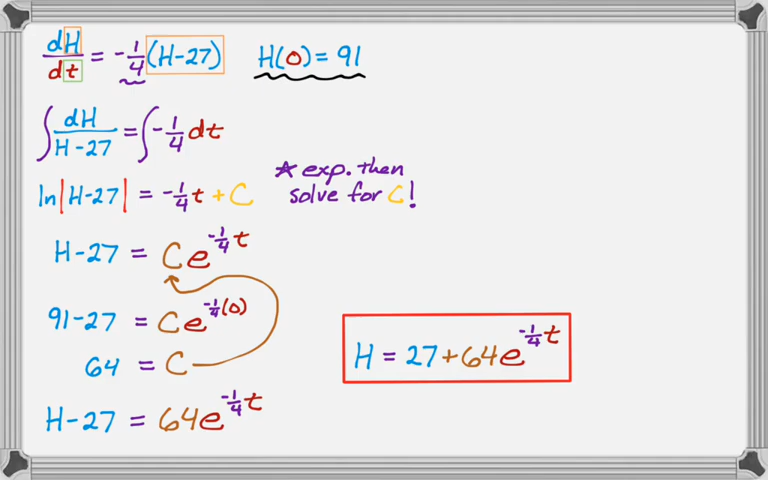 dH/dt = -1/4(H-27)   H(0)=91
∫ dH/(H-27) = ∫ -1/4 dt
ln|H-27| = -1/4t + C
★ exp. then
solve for C!
H-27 = Ce^(-1/4t)
91-27 = Ce^(-1/4(0))
64 = C
H-27 = 64e^(-1/4t)
H = 27+64e^(-1/4t)